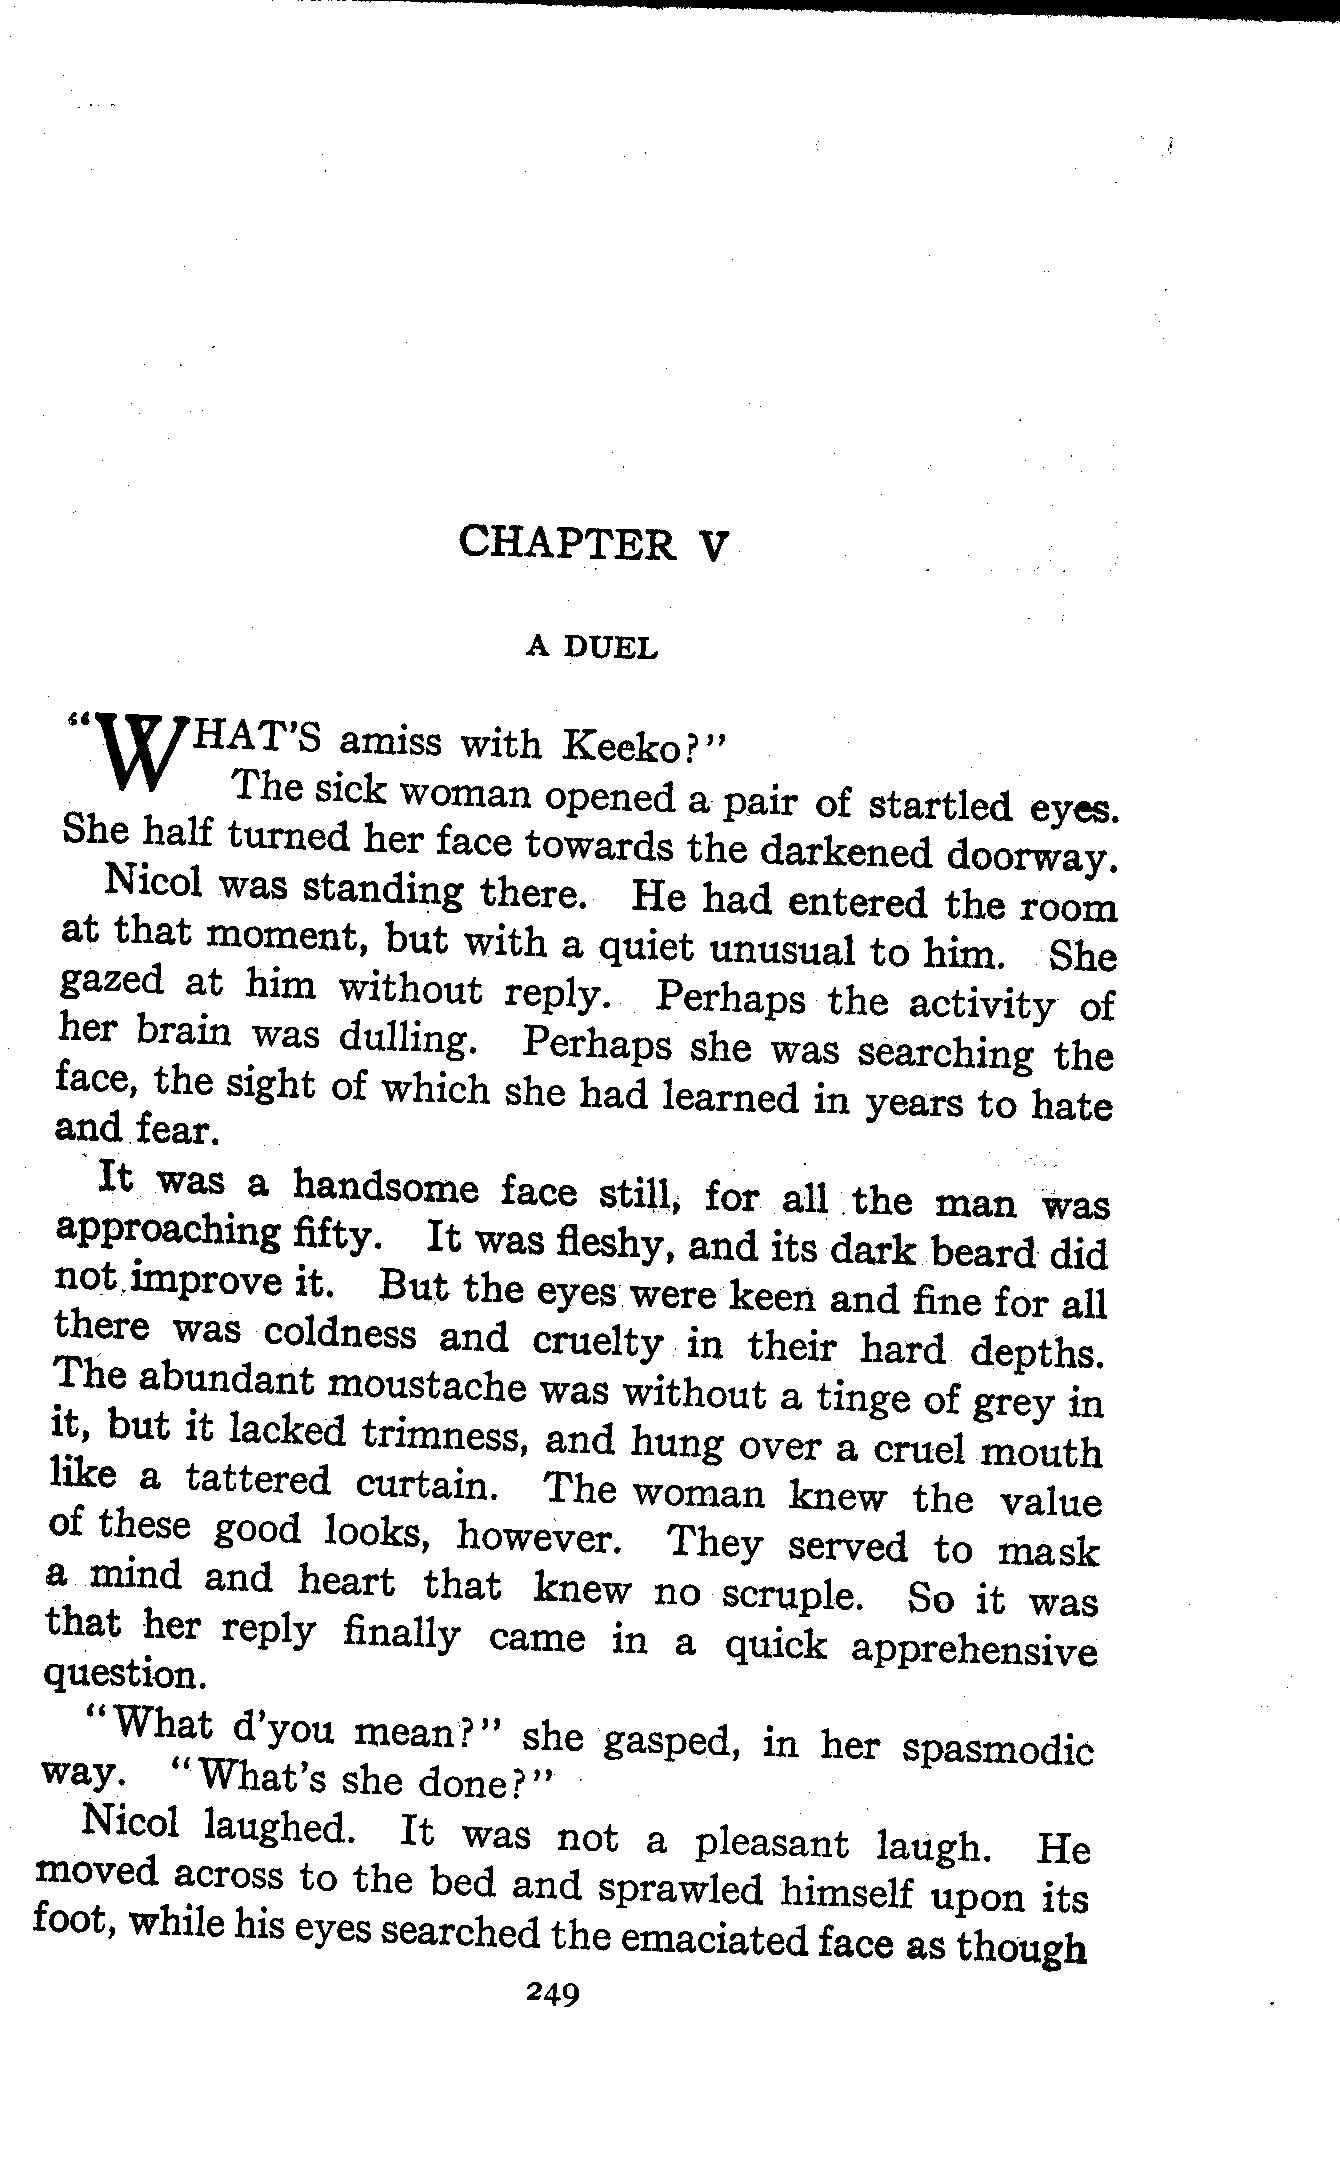 CHAPTER V
A DUEL
"WHAT'S amiss with Keeko?"
The sick woman opened a pair of startled eyes.
She half turned her face towards the darkened doorway.
Nicol was standing there. He had entered the room
at that moment, but with a quiet unusual to him. She
gazed at him without reply. Perhaps the activity of
her brain was dulling. Perhaps she was searching the
face, the sight of which she had learned in years to hate
and fear.
It was a handsome face still, for all the man was
approaching fifty. It was fleshy, and its dark beard did
not improve it. But the eyes were keen and fine for all
there was coldness and cruelty in their hard depths.
The abundant moustache was without a tinge of grey in
it, but it lacked trimness, and hung over a cruel mouth
like a tattered curtain. The woman knew the value
of these good looks, however. They served to mask
a mind and heart that knew no scruple. So it was
that her reply finally came in a quick apprehensive
question.
"What d'you mean?" she gasped, in her spasmodic
way. "What's she done?"
Nicol laughed. It was not a pleasant laugh. He
moved across to the bed and sprawled himself upon its
foot, while his eyes searched the emaciated face as though
249